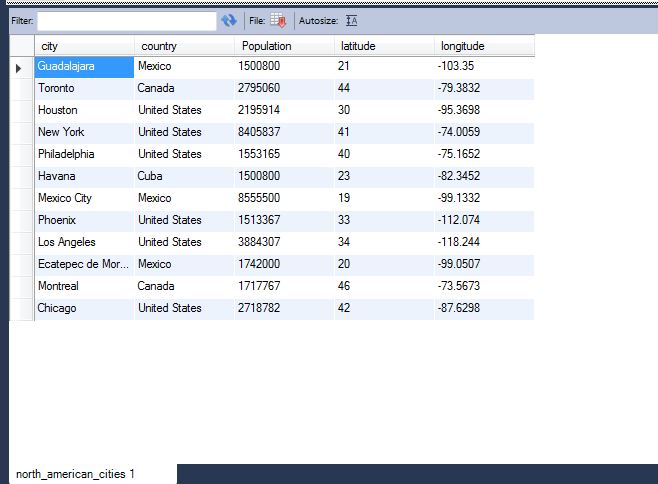 Filter: File: Autosize:
city country Population latitude longitude
Guadalajara Mexico 1500800 21 -103.35
Toronto Canada 2795060 44 -79.3832
Houston United States 2195914 30 -95.3698
New York United States 8405837 41 -74.0059
Philadelphia United States 1553165 40 -75.1652
Havana Cuba 1500800 23 -82.3452
Mexico City Mexico 8555500 19 -99.1332
Phoenix United States 1513367 33 -112.074
Los Angeles United States 3884307 34 -118.244
Ecatepec de Mor... Mexico 1742000 20 -99.0507
Montreal Canada 1717767 46 -73.5673
Chicago United States 2718782 42 -87.6298
north_american_cities 1